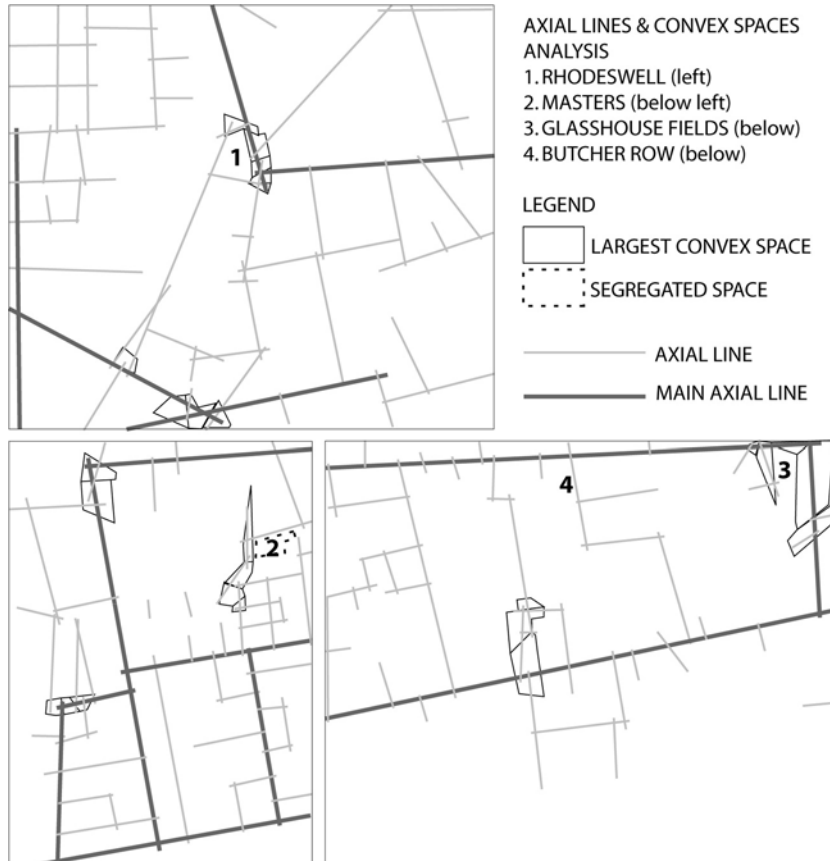 AXIAL LINES & CONVEX SPACES
ANALYSIS
1. RHODESWELL (left)
2. MASTERS (below left)
3. GLASSHOUSE FIELDS (below)
4. BUTCHER ROW (below)
LEGEND
LARGEST CONVEX SPACE
SEGREGATED SPACE
AXIAL LINE
MAIN AXIAL LINE
1
2
3
4